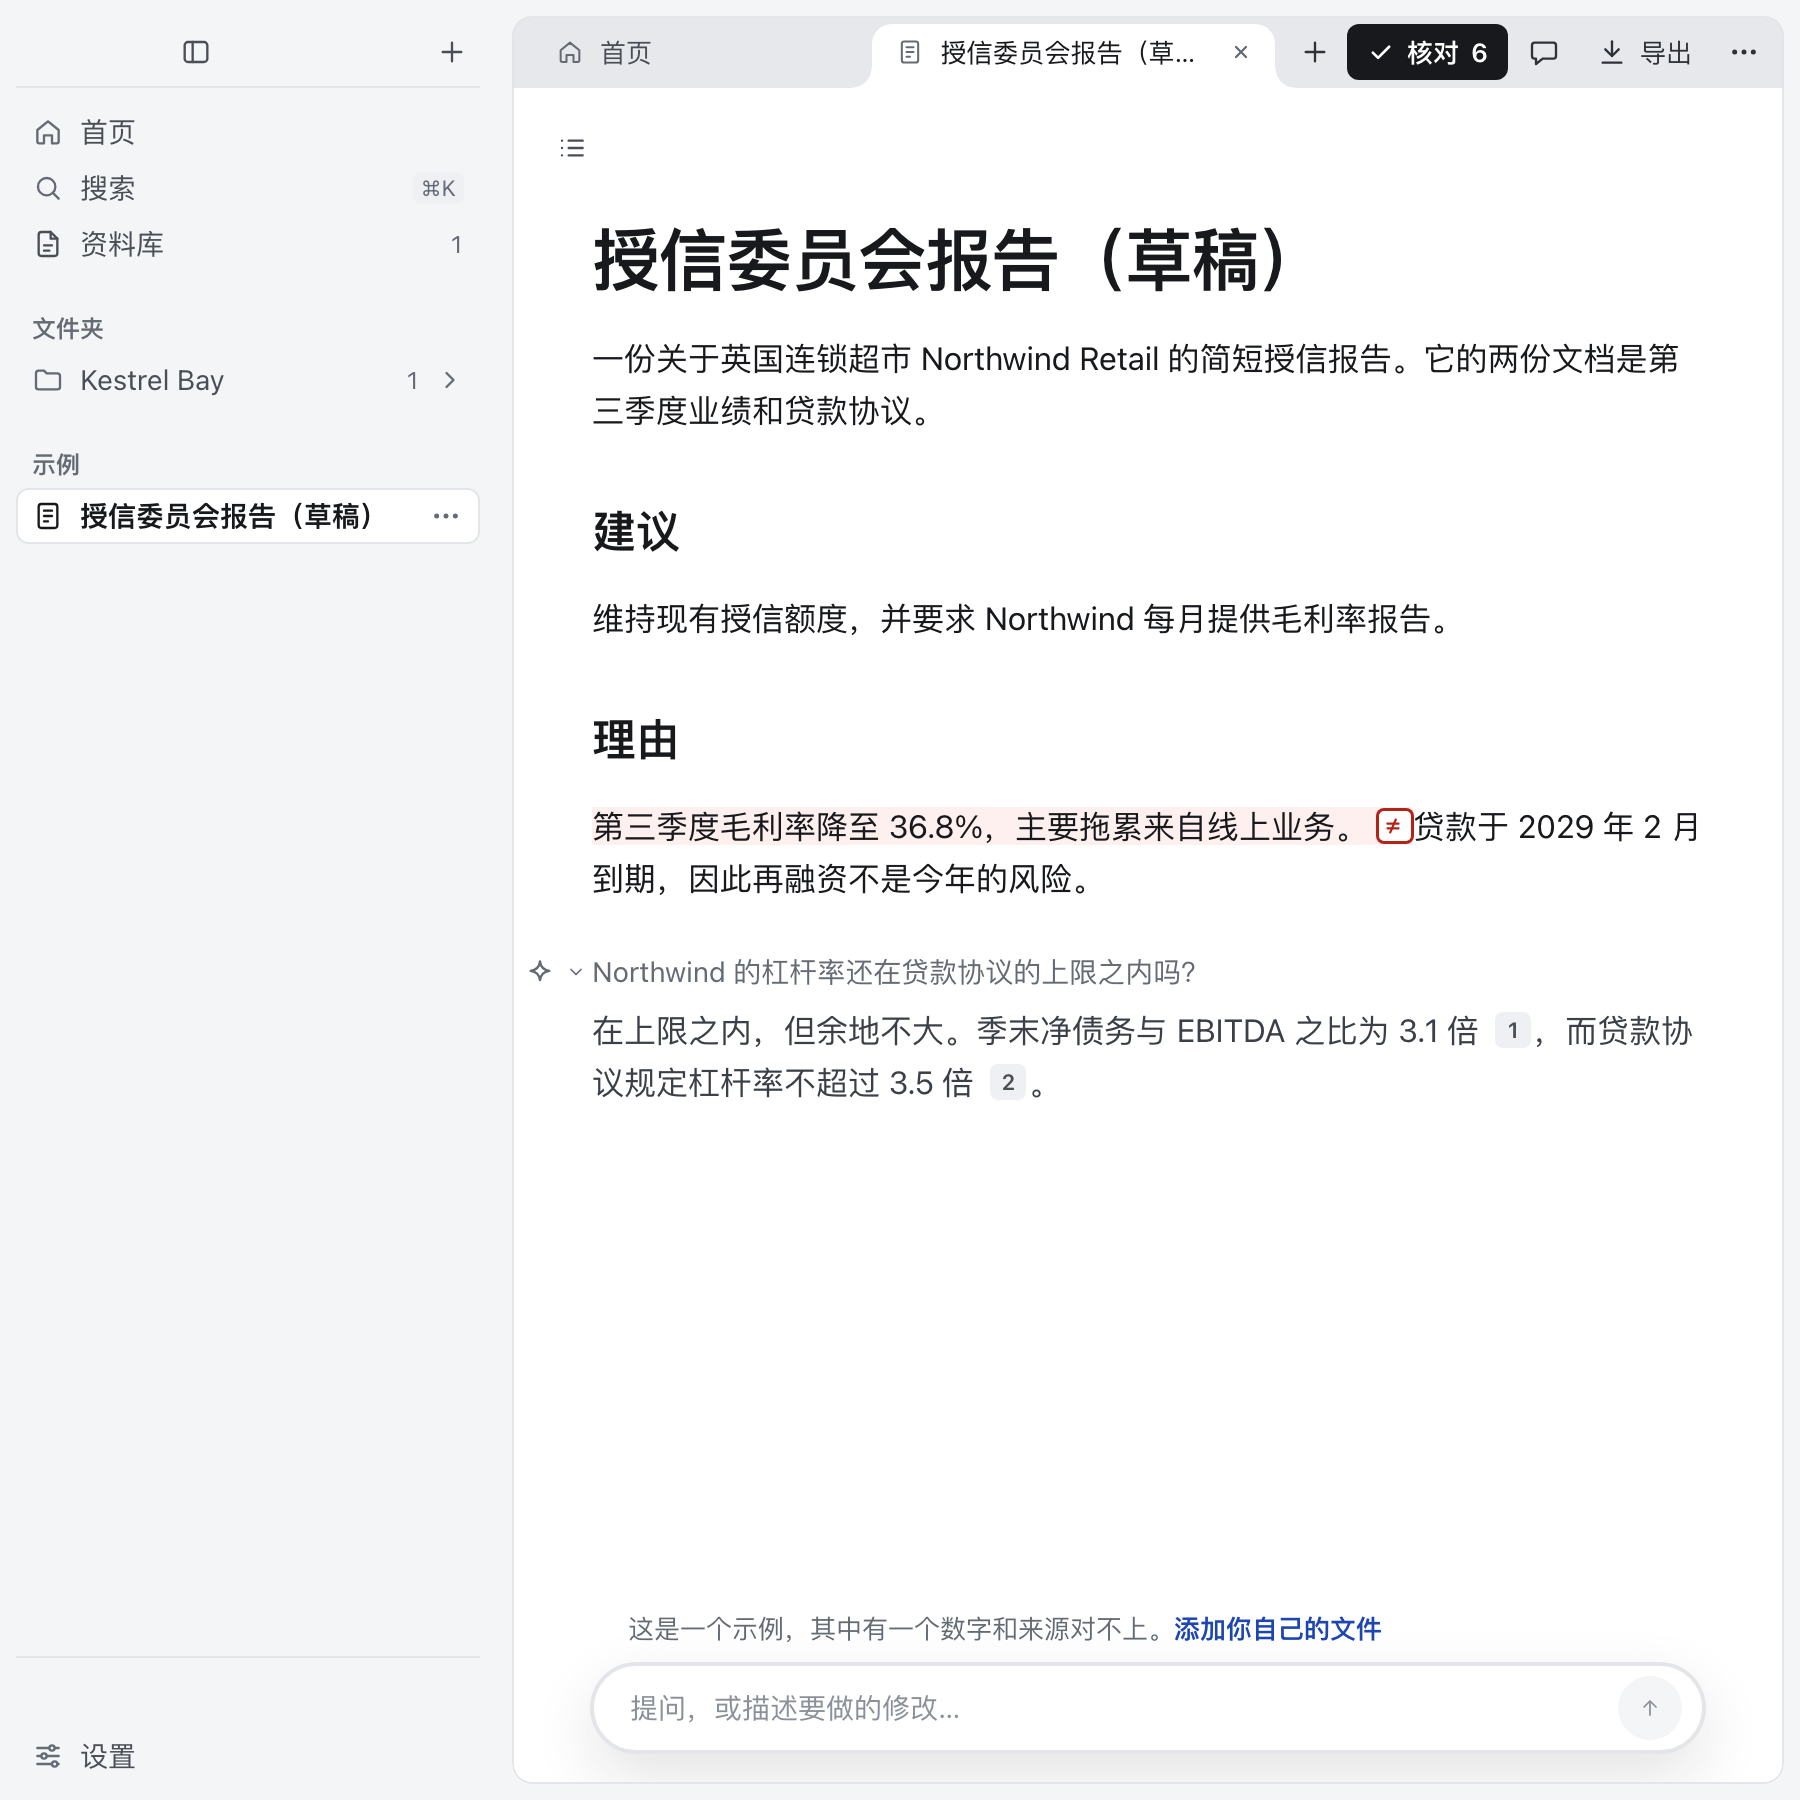 首页
搜索 ⌘K
资料库 1
文件夹
Kestrel Bay 1
示例
授信委员会报告（草稿）
设置
首页
授信委员会报告（草...
核对 6
导出
授信委员会报告（草稿）
一份关于英国连锁超市 Northwind Retail 的简短授信报告。它的两份文档是第
三季度业绩和贷款协议。
建议
维持现有授信额度，并要求 Northwind 每月提供毛利率报告。
理由
第三季度毛利率降至 36.8%，主要拖累来自线上业务。≠贷款于 2029 年 2 月
到期，因此再融资不是今年的风险。
Northwind 的杠杆率还在贷款协议的上限之内吗？
在上限之内，但余地不大。季末净债务与 EBITDA 之比为 3.1 倍 1，而贷款协
议规定杠杆率不超过 3.5 倍 2。
这是一个示例，其中有一个数字和来源对不上。添加你自己的文件
提问，或描述要做的修改...